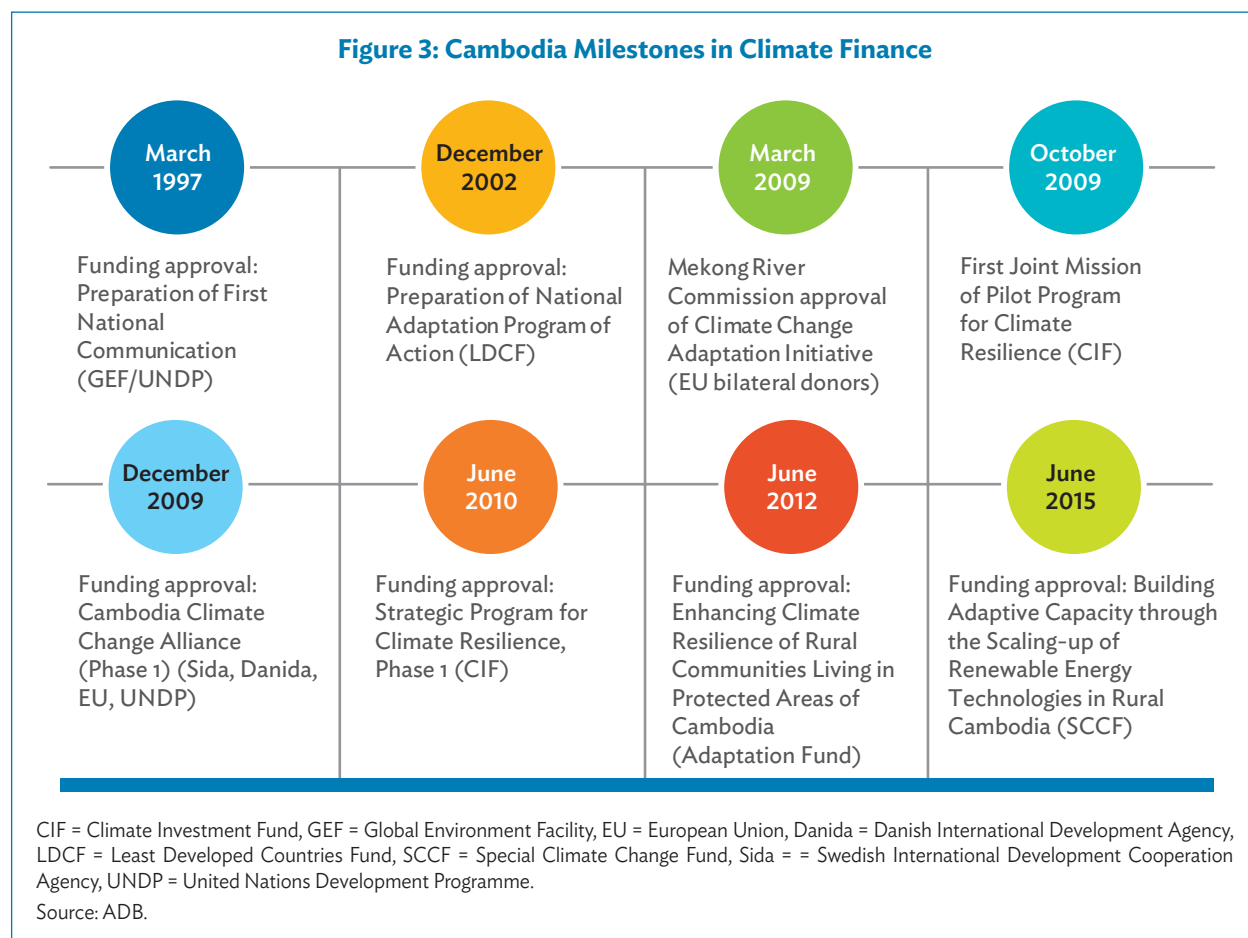 Figure 3: Cambodia Milestones in Climate Finance
March
1997
Funding approval:
Preparation of First
National
Communication
(GEF/UNDP)
December
2002
Funding approval:
Preparation of National
Adaptation Program of
Action (LDCF)
March
2009
Mekong River
Commission approval
of Climate Change
Adaptation Initiative
(EU bilateral donors)
October
2009
First Joint Mission
of Pilot Program
for Climate
Resilience (CIF)
December
2009
Funding approval:
Cambodia Climate
Change Alliance
(Phase 1) (Sida, Danida,
EU, UNDP)
June
2010
Funding approval:
Strategic Program for
Climate Resilience,
Phase 1 (CIF)
June
2012
Funding approval:
Enhancing Climate
Resilience of Rural
Communities Living in
Protected Areas of
Cambodia
(Adaptation Fund)
June
2015
Funding approval: Building
Adaptive Capacity through
the Scaling-up of
Renewable Energy
Technologies in Rural
Cambodia (SCCF)
CIF = Climate Investment Fund, GEF = Global Environment Facility, EU = European Union, Danida = Danish International Development Agency,
LDCF = Least Developed Countries Fund, SCCF = Special Climate Change Fund, Sida = = Swedish International Development Cooperation
Agency, UNDP = United Nations Development Programme.
Source: ADB.